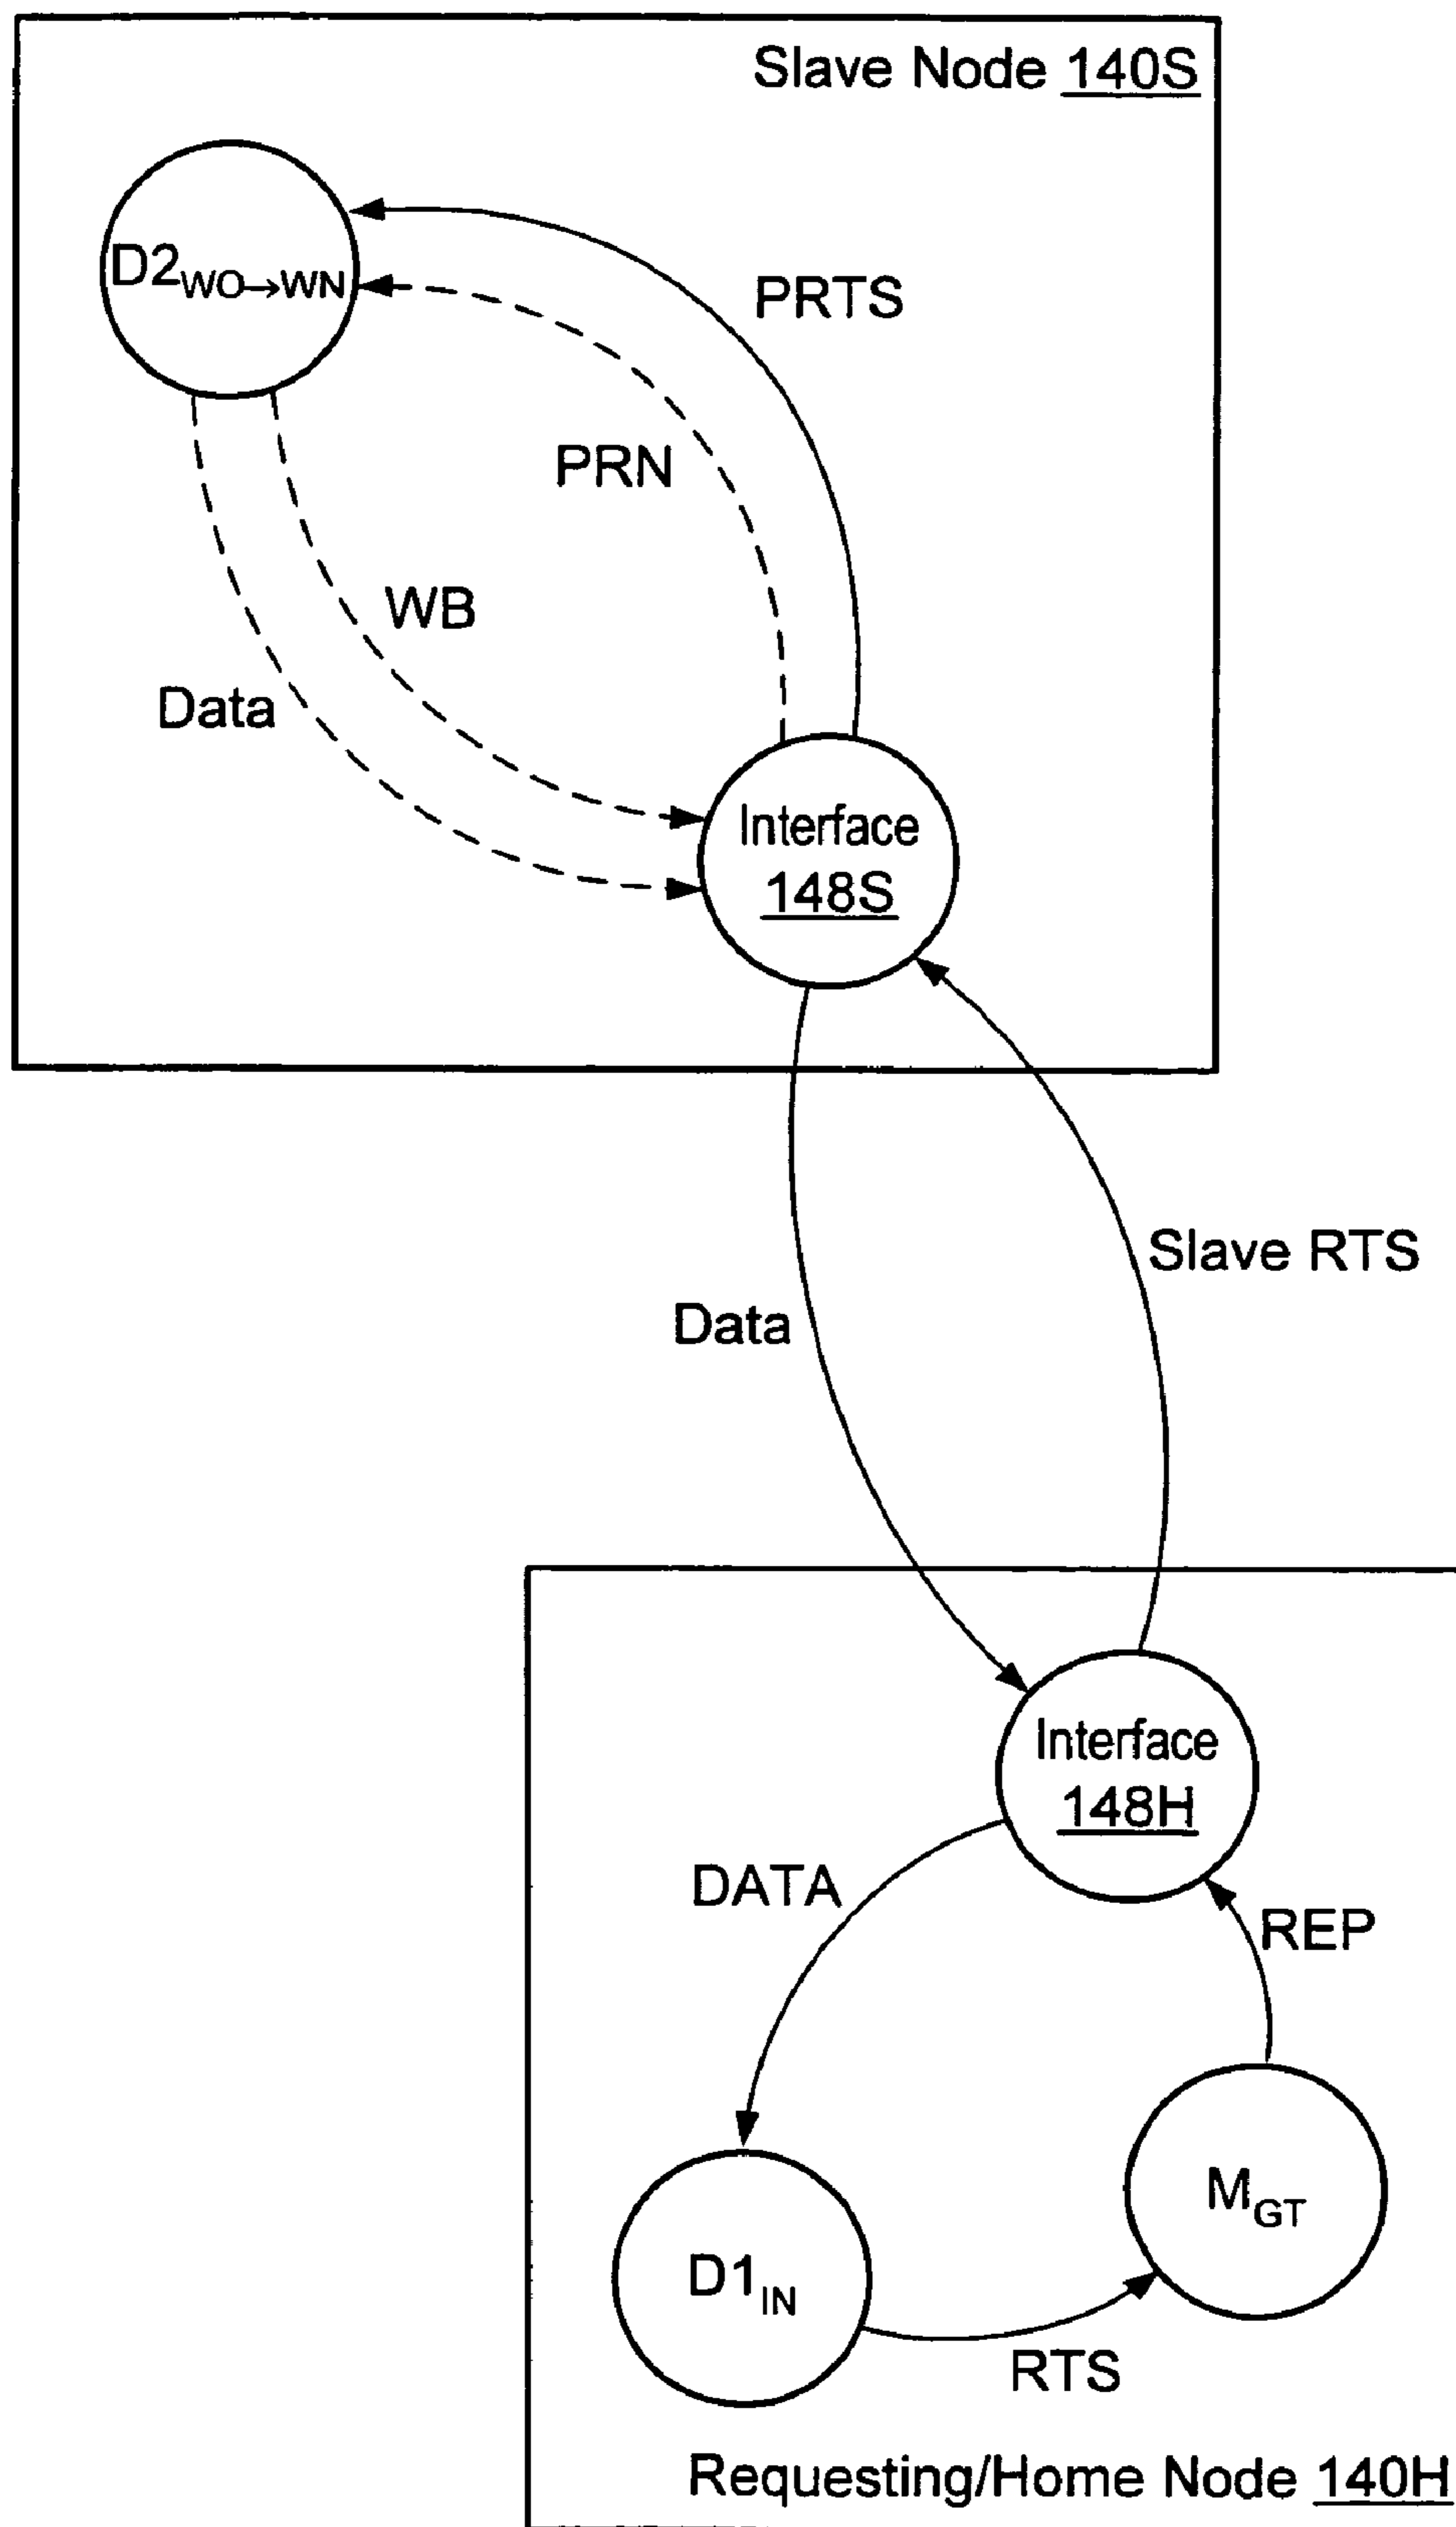 Slave Node 140S
D2WO→WN
PRTS
PRN
WB
Data
Interface
148S
Slave RTS
Data
Interface
148H
DATA
REP
MGT
D1IN
RTS
Requesting/Home Node 140H